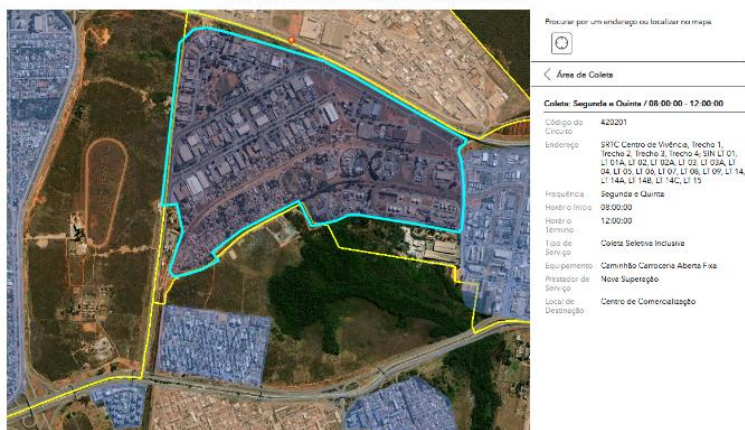 Procurar por um endereço ou localizar no mapa
Área de Coleta
Coleta: Segunda e Quinta / 08:00:00 - 12:00:00
Código do Circuito 420201
Endereço SRTC Centro de Vivência, Trecho 1,
Trecho 2, Trecho 3, Trecho 4; SIN LT 01,
LT 01A, LT 02, LT 02A, LT 03, LT 03A, LT
04, LT 05, LT 06, LT 07, LT 08, LT 09, LT 14,
LT 14A, LT 14B, LT 14C, LT 15
Frequência Segunda e Quinta
Horário Início 08:00:00
Horário Término 12:00:00
Tipo de Serviço Coleta Seletiva Inclusiva
Equipamento Caminhão Carroceria Aberta Fixa
Prestador de Serviço Nova Superação
Local de Destinação Centro de Comercialização